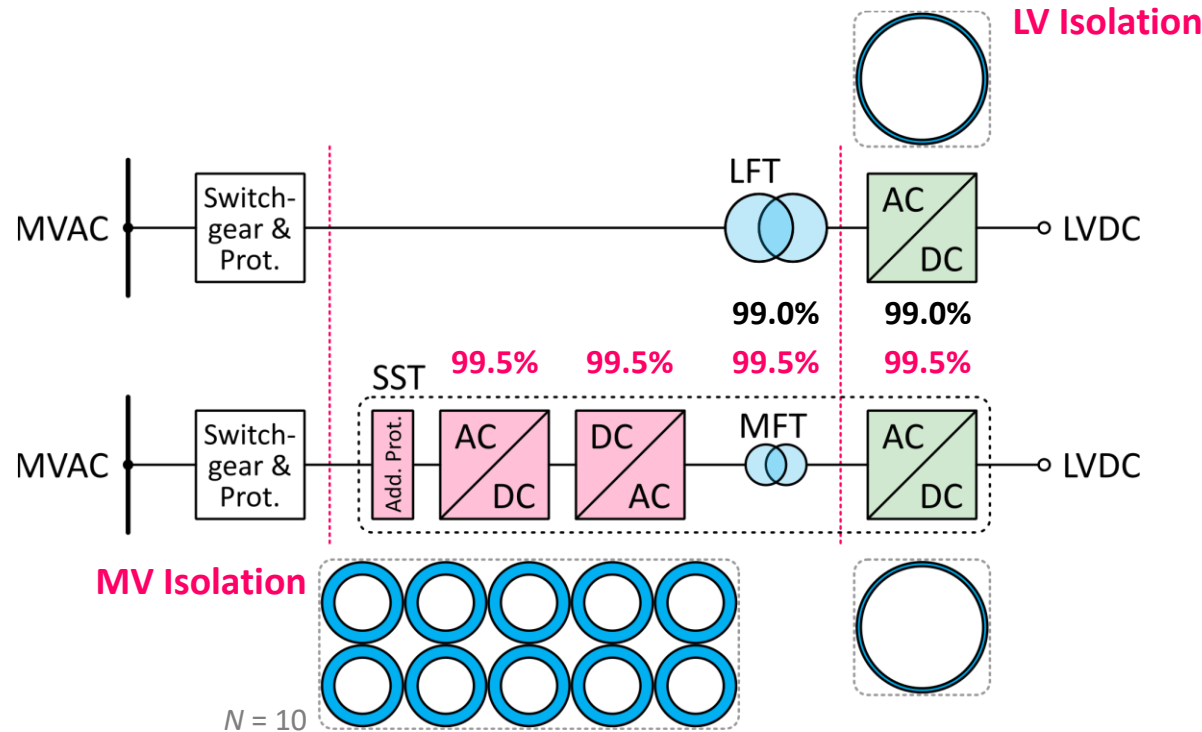 LV Isolation
LFT
MVAC
Switch-
gear &
Prot.
AC
DC
LVDC
99.0%
99.0%
99.5%
99.5%
99.5%
99.5%
SST
MVAC
Switch-
gear &
Prot.
Add. Prot.
AC
DC
DC
AC
MFT
AC
DC
LVDC
MV Isolation
N = 10